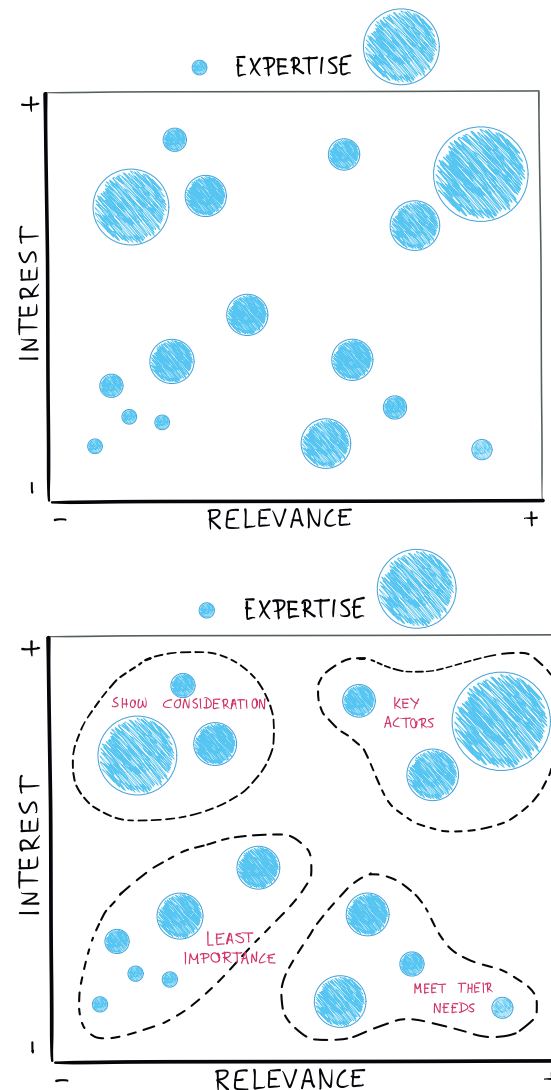 EXPERTISE
+
INTEREST
-
- RELEVANCE +
EXPERTISE
+
SHOW CONSIDERATION
KEY
ACTORS
INTEREST
LEAST
IMPORTANCE
MEET THEIR
NEEDS
-
- RELEVANCE +